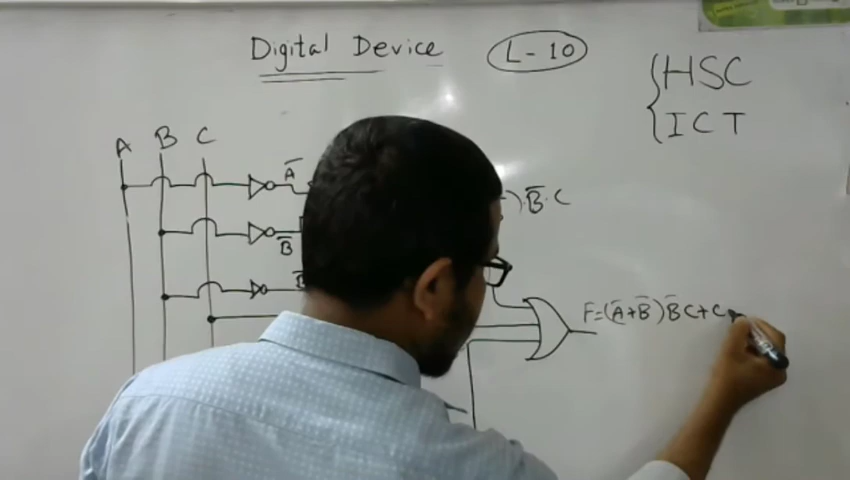 Digital Device L-10
HSC
ICT
A B C
A̅
) · B̅ · C
B̅
F=(A̅+B̅)B̅C+C